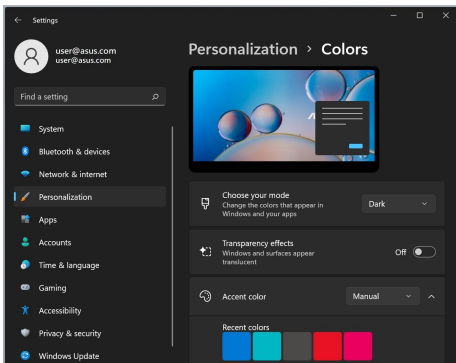 Settings
user@asus.com
user@asus.com
Find a setting
System
Bluetooth & devices
Network & internet
Personalization
Apps
Accounts
Time & language
Gaming
Accessibility
Privacy & security
Windows Update
Personalization > Colors
Choose your mode
Change the colors that appear in
Windows and your apps
Dark
Transparency effects
Windows and surfaces appear
translucent
Off
Accent color
Manual
Recent colors